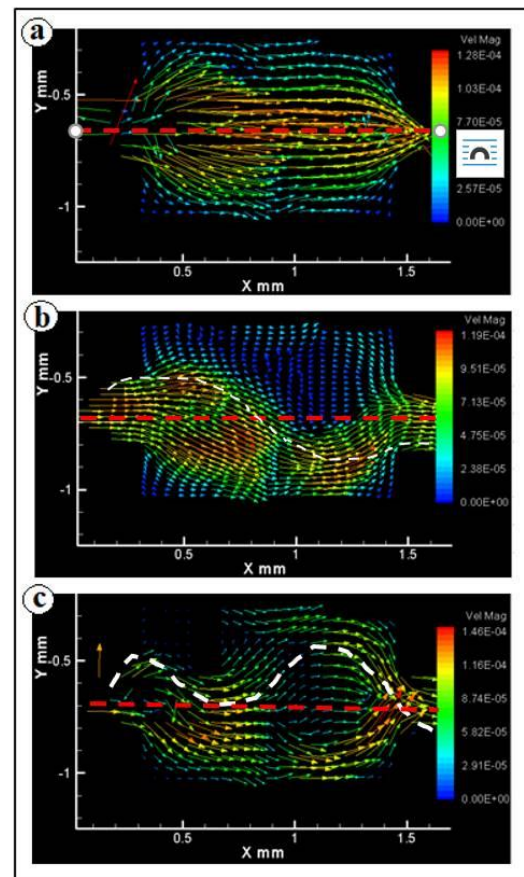 a
Vel Mag
1.28E-04
1.03E-04
7.70E-05
5.13E-05
2.57E-05
0.00E+00
Y mm
-0.5
-1
0.5
1
1.5
X mm
b
Vel Mag
1.19E-04
9.51E-05
7.13E-05
4.75E-05
2.38E-05
0.00E+00
Y mm
-0.5
-1
0.5
1
1.5
X mm
c
Vel Mag
1.46E-04
1.16E-04
8.74E-05
5.82E-05
2.91E-05
0.00E+00
Y mm
-0.5
-1
0.5
1
1.5
X mm